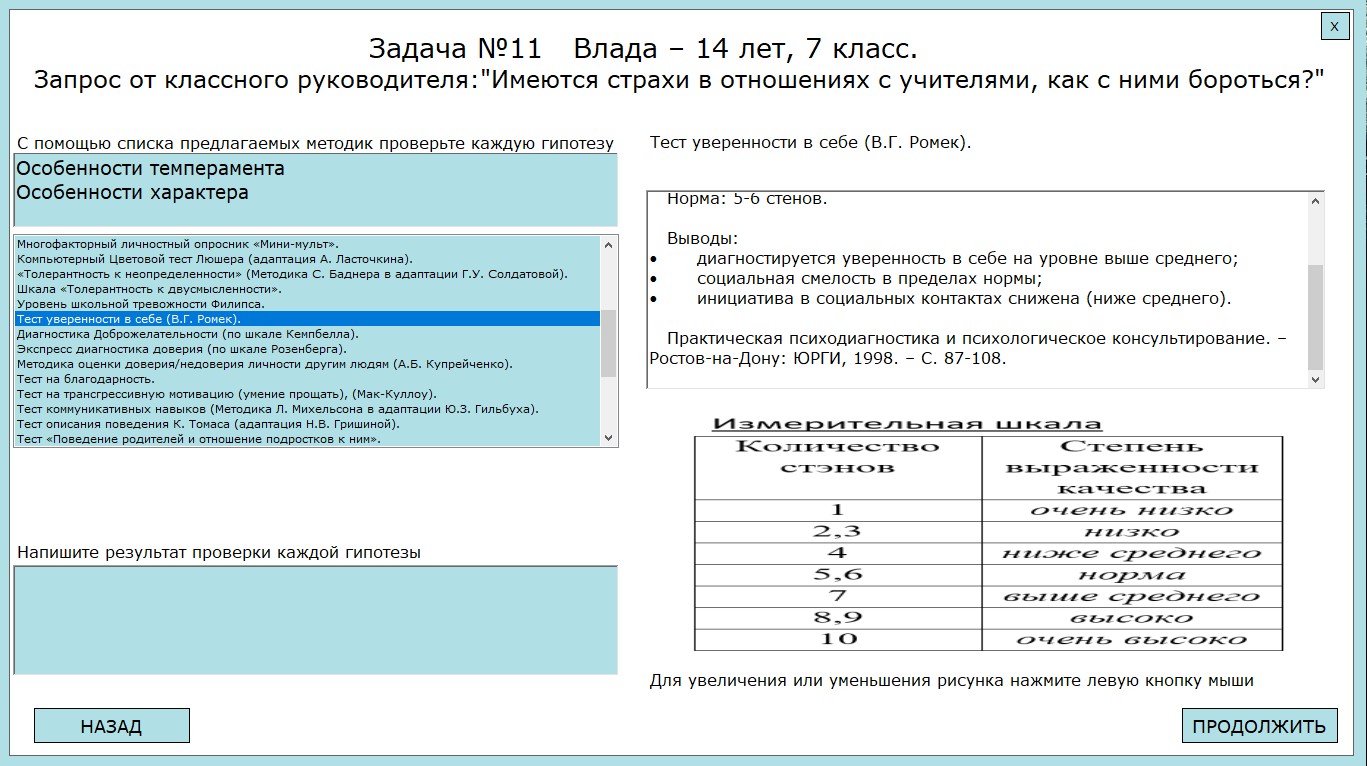 X
Задача №11 Влада – 14 лет, 7 класс.
Запрос от классного руководителя:"Имеются страхи в отношениях с учителями, как с ними бороться?"
С помощью списка предлагаемых методик проверьте каждую гипотезу
Особенности темперамента
Особенности характера
Многофакторный личностный опросник «Мини-мульт».
Компьютерный Цветовой тест Люшера (адаптация А. Ласточкина).
«Толерантность к неопределенности» (Методика С. Баднера в адаптации Г.У. Солдатовой).
Шкала «Толерантность к двусмысленности».
Уровень школьной тревожности Филипса.
Тест уверенности в себе (В.Г. Ромек).
Диагностика Доброжелательности (по шкале Кемпбелла).
Экспресс диагностика доверия (по шкале Розенберга).
Методика оценки доверия/недоверия личности другим людям (А.Б. Купрейченко).
Тест на благодарность.
Тест на трансгрессивную мотивацию (умение прощать), (Мак-Куллоу).
Тест коммуникативных навыков (Методика Л. Михельсона в адаптации Ю.З. Гильбуха).
Тест описания поведения К. Томаса (адаптация Н.В. Гришиной).
Тест «Поведение родителей и отношение подростков к ним».
Напишите результат проверки каждой гипотезы
НАЗАД
Тест уверенности в себе (В.Г. Ромек).
Норма: 5-6 стенов.
Выводы:
• диагностируется уверенность в себе на уровне выше среднего;
• социальная смелость в пределах нормы;
• инициатива в социальных контактах снижена (ниже среднего).
Практическая психодиагностика и психологическое консультирование. –
Ростов-на-Дону: ЮРГИ, 1998. – С. 87-108.
Измерительная шкала
Количество стэнов Степень выраженности качества
1 очень низко
2,3 низко
4 ниже среднего
5,6 норма
7 выше среднего
8,9 высоко
10 очень высоко
Для увеличения или уменьшения рисунка нажмите левую кнопку мыши
ПРОДОЛЖИТЬ